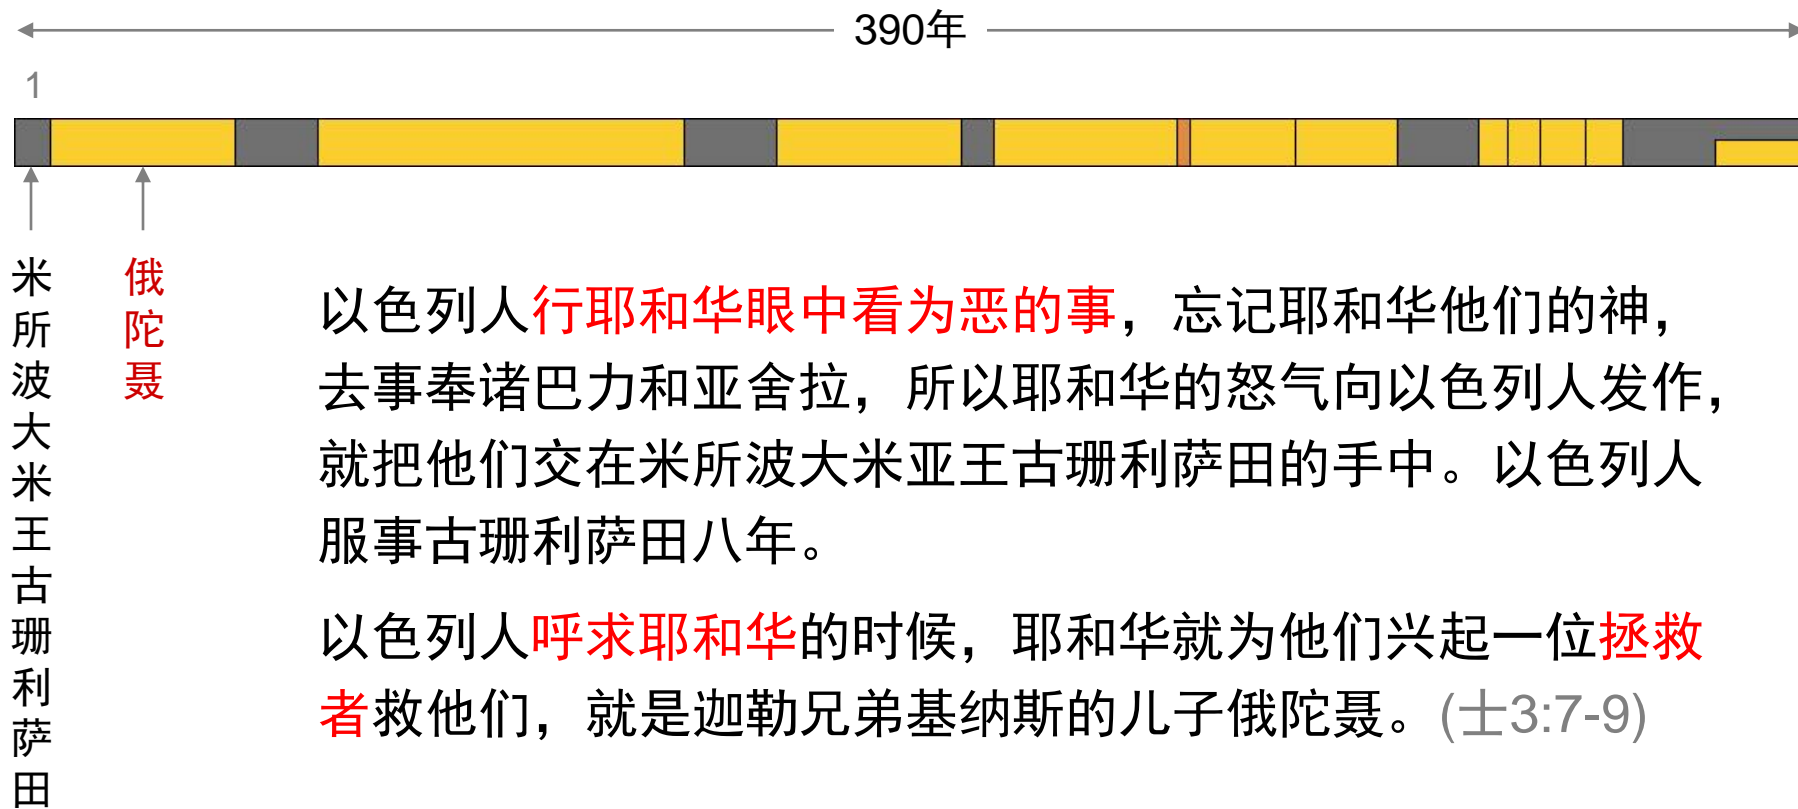 390年
1
米所波大米王古珊利萨田
俄陀聂
以色列人行耶和华眼中看为恶的事，忘记耶和华他们的神，
去事奉诸巴力和亚舍拉，所以耶和华的怒气向以色列人发作，
就把他们交在米所波大米亚王古珊利萨田的手中。以色列人
服事古珊利萨田八年。
以色列人呼求耶和华的时候，耶和华就为他们兴起一位拯救
者救他们，就是迦勒兄弟基纳斯的儿子俄陀聂。(士3:7-9)